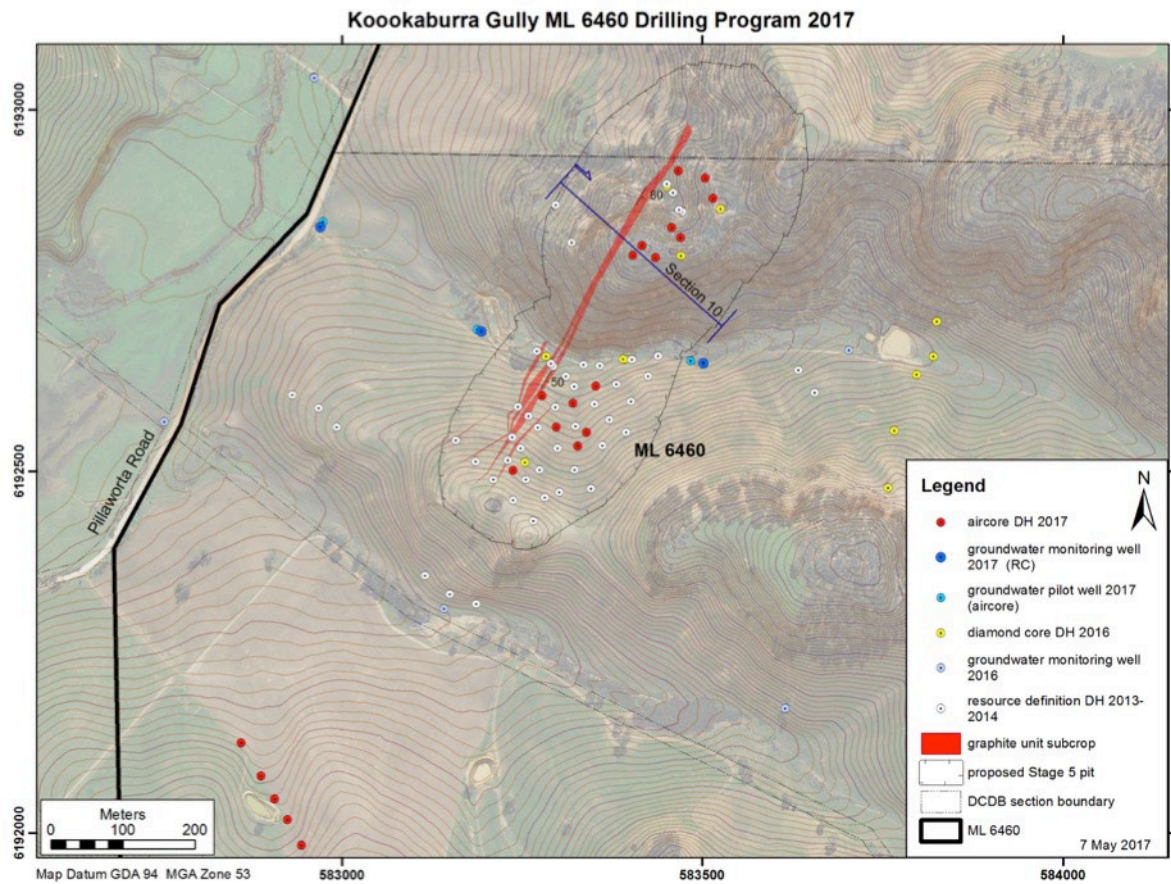 Koookaburra Gully ML 6460 Drilling Program 2017
6193000
6192500
6192000
80
Section 10
50
ML 6460
Pillaworta Road
Legend
N
aircore DH 2017
groundwater monitoring well
2017 (RC)
groundwater pilot well 2017
(aircore)
diamond core DH 2016
groundwater monitoring well
2016
resource definition DH 2013-
2014
graphite unit subcrop
proposed Stage 5 pit
DCDB section boundary
ML 6460
7 May 2017
Meters
0 100 200
Map Datum GDA 94 MGA Zone 53
583000
583500
584000